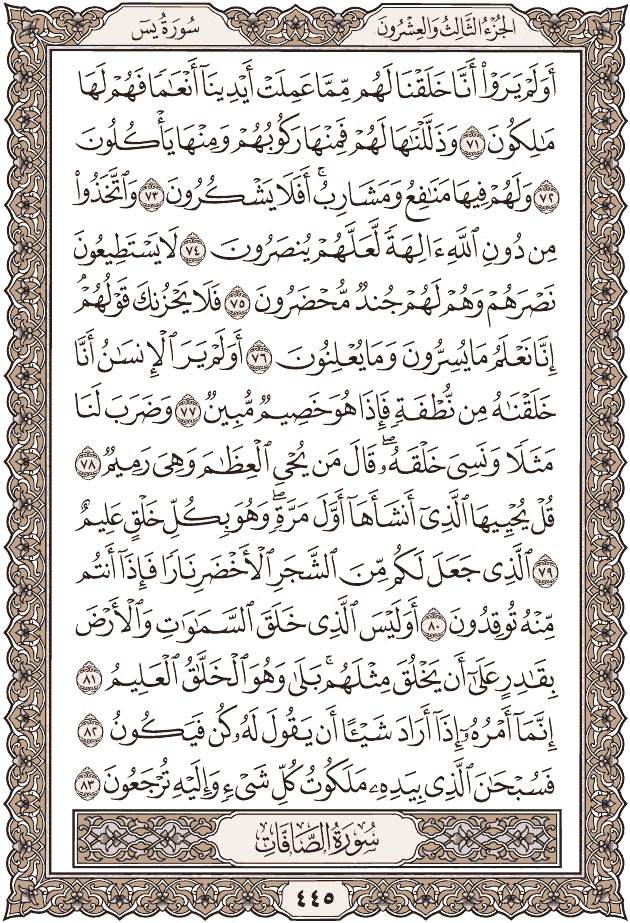 سُورَةُ يسٓ
الجُزْءُ الثَّالِثُ وَالعِشْرُونَ
أَوَلَمْ يَرَوْا۟ أَنَّا خَلَقْنَا لَهُم مِّمَّا عَمِلَتْ أَيْدِينَآ أَنْعَٰمًا فَهُمْ لَهَا
مَٰلِكُونَ ٧١ وَذَلَّلْنَٰهَا لَهُمْ فَمِنْهَا رَكُوبُهُمْ وَمِنْهَا يَأْكُلُونَ
٧٢ وَلَهُمْ فِيهَا مَنَٰفِعُ وَمَشَارِبُ ۚ أَفَلَا يَشْكُرُونَ ٧٣ وَٱتَّخَذُوا۟
مِن دُونِ ٱللَّهِ ءَالِهَةً لَّعَلَّهُمْ يُنصَرُونَ ٧٤ لَا يَسْتَطِيعُونَ
نَصْرَهُمْ وَهُمْ لَهُمْ جُندٌ مُّحْضَرُونَ ٧٥ فَلَا يَحْزُنكَ قَوْلُهُمْ ۘ
إِنَّا نَعْلَمُ مَا يُسِرُّونَ وَمَا يُعْلِنُونَ ٧٦ أَوَلَمْ يَرَ ٱلْإِنسَٰنُ أَنَّا
خَلَقْنَٰهُ مِن نُّطْفَةٍ فَإِذَا هُوَ خَصِيمٌ مُّبِينٌ ٧٧ وَضَرَبَ لَنَا
مَثَلًا وَنَسِىَ خَلْقَهُۥ ۖ قَالَ مَن يُحْىِ ٱلْعِظَٰمَ وَهِىَ رَمِيمٌ ٧٨
قُلْ يُحْيِيهَا ٱلَّذِىٓ أَنشَأَهَآ أَوَّلَ مَرَّةٍ ۖ وَهُوَ بِكُلِّ خَلْقٍ عَلِيمٌ
٧٩ ٱلَّذِى جَعَلَ لَكُم مِّنَ ٱلشَّجَرِ ٱلْأَخْضَرِ نَارًا فَإِذَآ أَنتُم
مِّنْهُ تُوقِدُونَ ٨٠ أَوَلَيْسَ ٱلَّذِى خَلَقَ ٱلسَّمَٰوَٰتِ وَٱلْأَرْضَ
بِقَٰدِرٍ عَلَىٰٓ أَن يَخْلُقَ مِثْلَهُم ۚ بَلَىٰ وَهُوَ ٱلْخَلَّٰقُ ٱلْعَلِيمُ ٨١
إِنَّمَآ أَمْرُهُۥٓ إِذَآ أَرَادَ شَيْـًٔا أَن يَقُولَ لَهُۥ كُن فَيَكُونُ ٨٢
فَسُبْحَٰنَ ٱلَّذِى بِيَدِهِۦ مَلَكُوتُ كُلِّ شَىْءٍ وَإِلَيْهِ تُرْجَعُونَ ٨٣
سُورَةُ الصَّافَّاتِ
٤٤٥